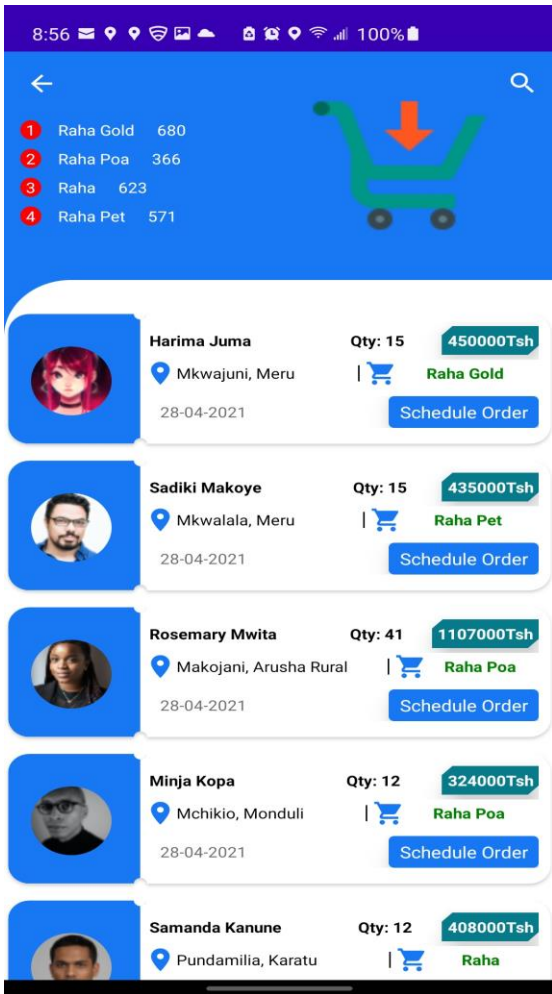 8:56 100%
1 Raha Gold 680
2 Raha Poa 366
3 Raha 623
4 Raha Pet 571
Harima Juma Qty: 15 450000Tsh
Mkwajuni, Meru | Raha Gold
28-04-2021 Schedule Order
Sadiki Makoye Qty: 15 435000Tsh
Mkwalala, Meru | Raha Pet
28-04-2021 Schedule Order
Rosemary Mwita Qty: 41 1107000Tsh
Makojani, Arusha Rural | Raha Poa
28-04-2021 Schedule Order
Minja Kopa Qty: 12 324000Tsh
Mchikio, Monduli | Raha Poa
28-04-2021 Schedule Order
Samanda Kanune Qty: 12 408000Tsh
Pundamilia, Karatu | Raha